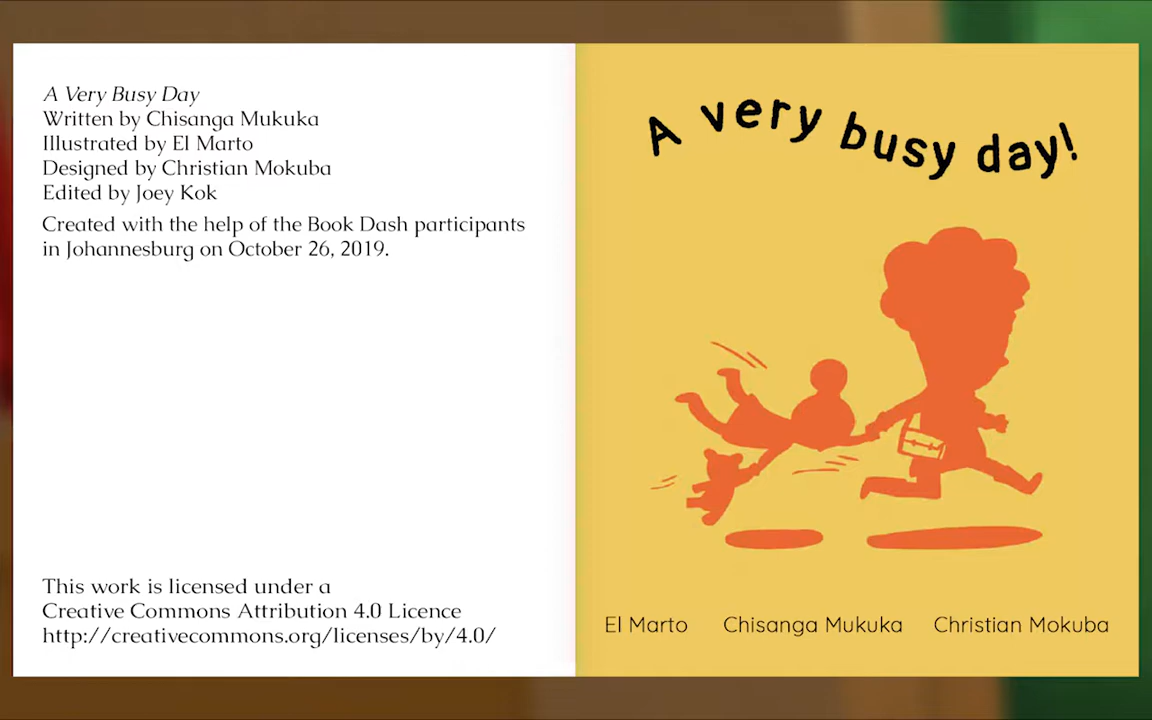 A Very Busy Day
Written by Chisanga Mukuka
Illustrated by El Marto
Designed by Christian Mokuba
Edited by Joey Kok
Created with the help of the Book Dash participants
in Johannesburg on October 26, 2019.
This work is licensed under a
Creative Commons Attribution 4.0 Licence
http://creativecommons.org/licenses/by/4.0/
A very busy day!
El Marto Chisanga Mukuka Christian Mokuba